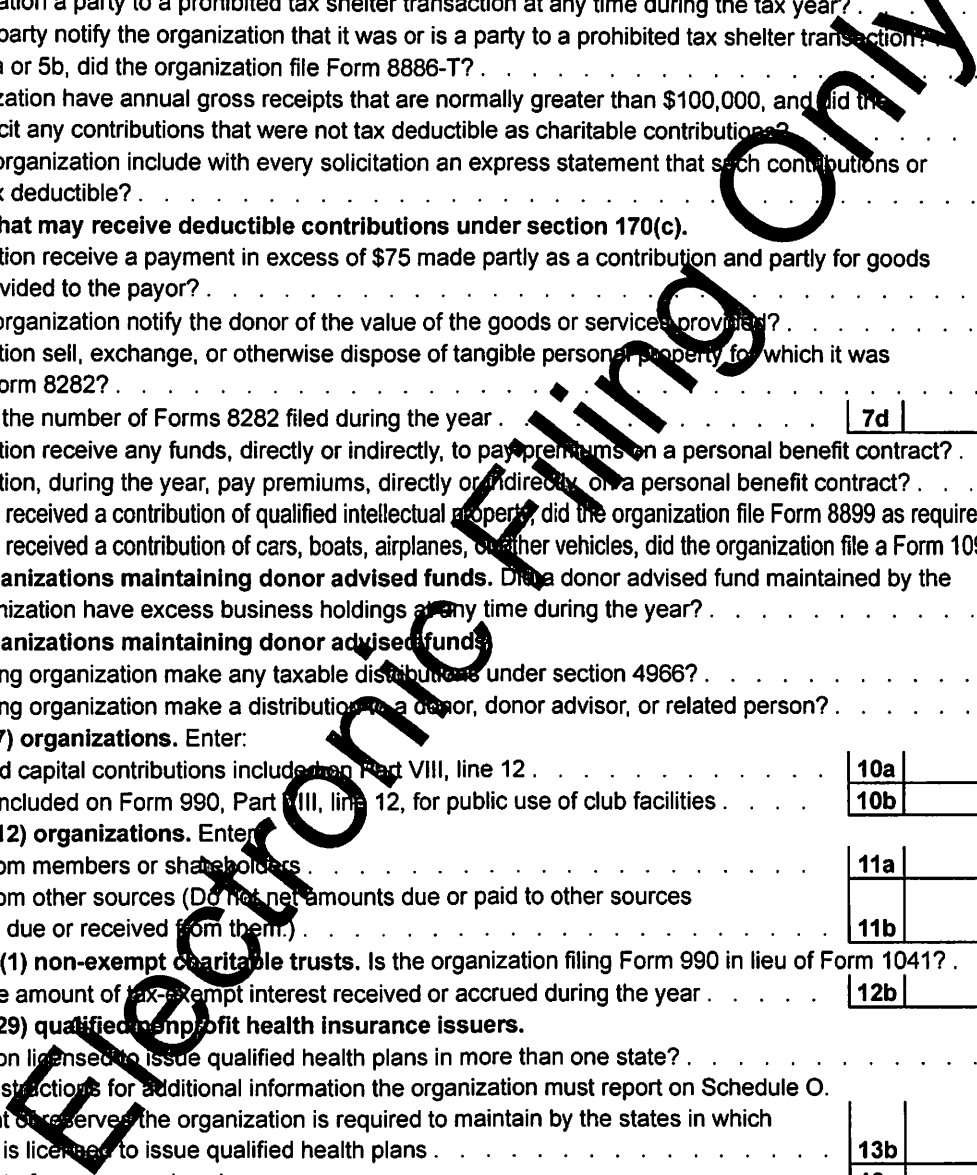 ation a party to a prohibited tax shelter transaction at any time during the tax year? . . .
party notify the organization that it was or is a party to a prohibited tax shelter transaction?
a or 5b, did the organization file Form 8886-T? . . . . . . . . . . . . . . . .
zation have annual gross receipts that are normally greater than $100,000, and did the
cit any contributions that were not tax deductible as charitable contributions? . . . . .
organization include with every solicitation an express statement that such contributions or
x deductible? . . . . . . . . . . . . . . . . . . . . . . . . . .
hat may receive deductible contributions under section 170(c).
tion receive a payment in excess of $75 made partly as a contribution and partly for goods
vided to the payor? . . . . . . . . . . . . . . . . . . . . . . . .
organization notify the donor of the value of the goods or services provided? . . . . . .
tion sell, exchange, or otherwise dispose of tangible personal property for which it was
orm 8282? . . . . . . . . . . . . . . . . . . . . . . . . . . .
the number of Forms 8282 filed during the year . . . . . . . . . . . 7d
tion receive any funds, directly or indirectly, to pay premiums on a personal benefit contract? .
tion, during the year, pay premiums, directly or indirectly, on a personal benefit contract? . . .
received a contribution of qualified intellectual property, did the organization file Form 8899 as require
received a contribution of cars, boats, airplanes, or other vehicles, did the organization file a Form 109
anizations maintaining donor advised funds. Did a donor advised fund maintained by the
nization have excess business holdings at any time during the year? . . . . . . . . .
anizations maintaining donor advised funds.
ng organization make any taxable distributions under section 4966? . . . . . . . . .
ng organization make a distribution to a donor, donor advisor, or related person? . . . . .
7) organizations. Enter:
d capital contributions included on Part VIII, line 12 . . . . . . . . . . 10a
included on Form 990, Part VIII, line 12, for public use of club facilities . . . . 10b
12) organizations. Enter:
om members or shareholders . . . . . . . . . . . . . . . . . 11a
om other sources (Do not net amounts due or paid to other sources
due or received from them.) . . . . . . . . . . . . . . . . . 11b
(1) non-exempt charitable trusts. Is the organization filing Form 990 in lieu of Form 1041? .
e amount of tax-exempt interest received or accrued during the year . . . . . 12b
29) qualified nonprofit health insurance issuers.
on licensed to issue qualified health plans in more than one state? . . . . . . . . . .
structions for additional information the organization must report on Schedule O.
nt of reserves the organization is required to maintain by the states in which
is licensed to issue qualified health plans . . . . . . . . . . . . . 13b
Electronic Filing Only